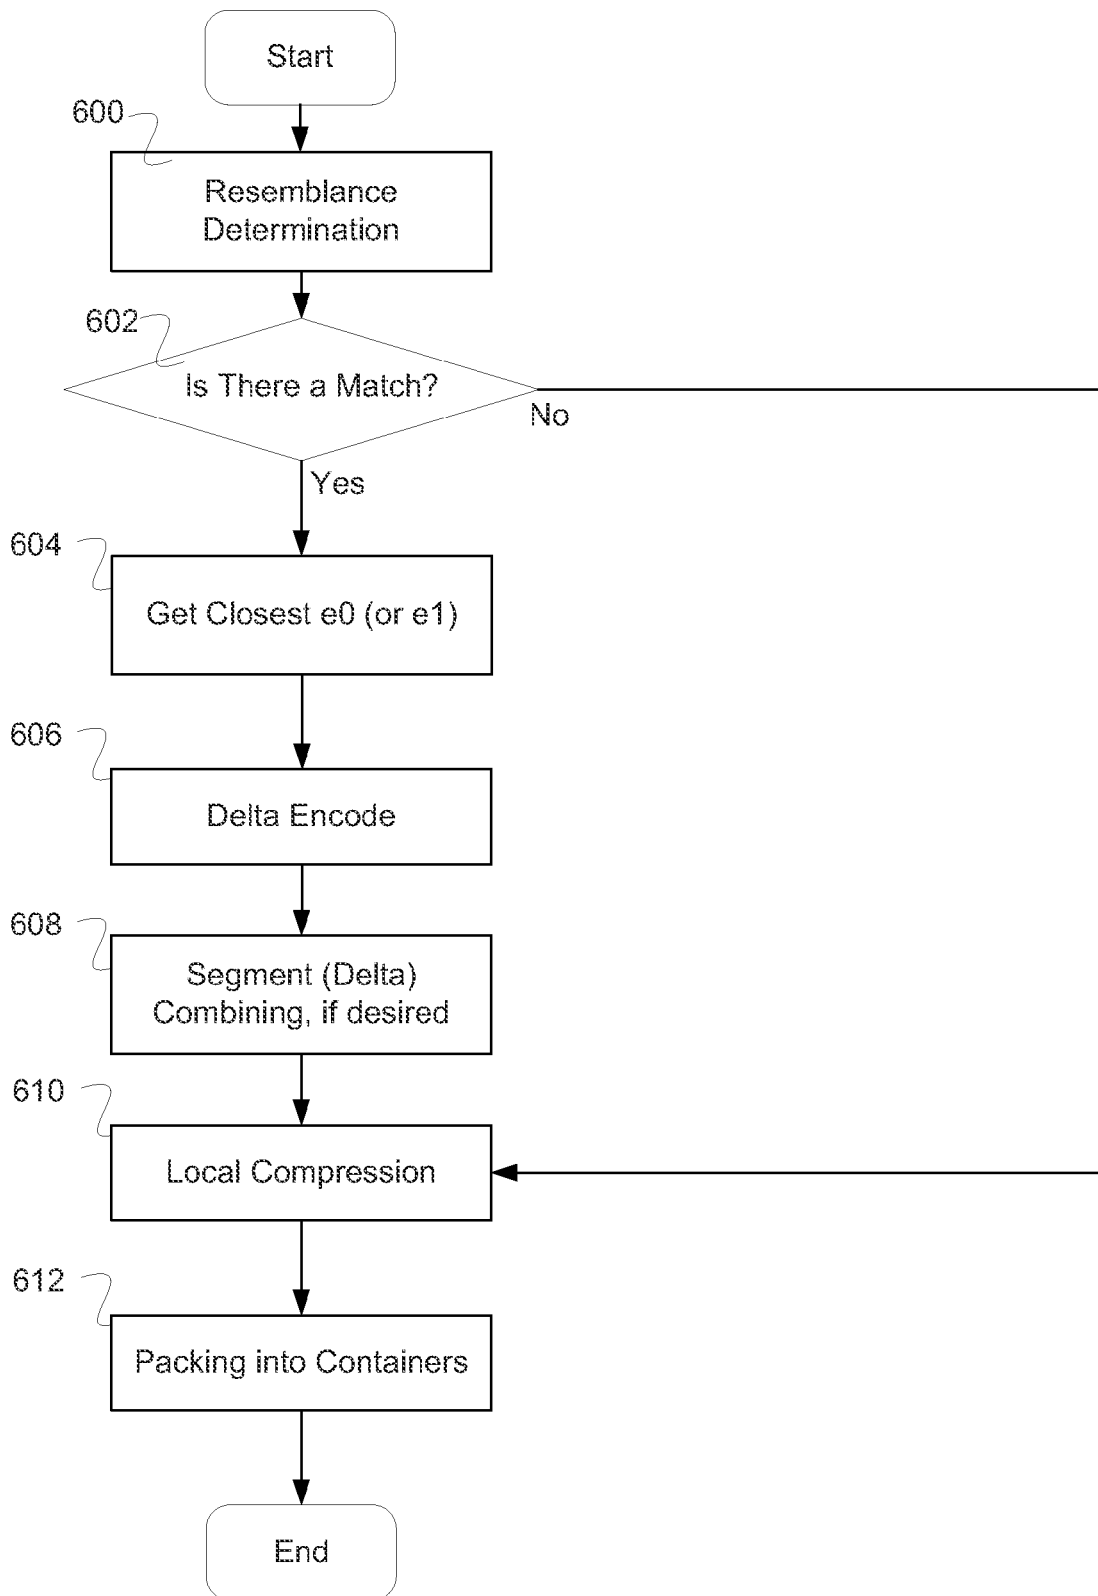 Start
600
Resemblance
Determination
602
Is There a Match?
No
Yes
604
Get Closest e0 (or e1)
606
Delta Encode
608
Segment (Delta)
Combining, if desired
610
Local Compression
612
Packing into Containers
End